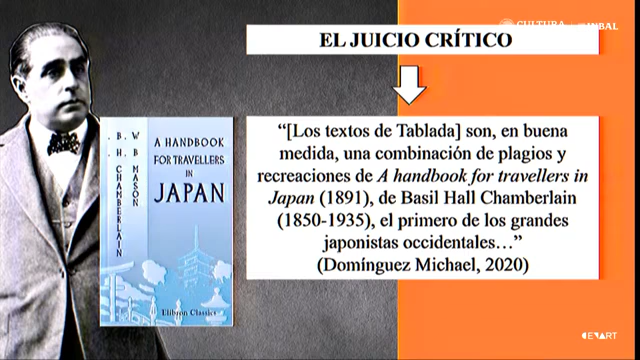 CULTURA
INBAL
EL JUICIO CRÍTICO
“[Los textos de Tablada] son, en buena
medida, una combinación de plagios y
recreaciones de A handbook for travellers in
Japan (1891), de Basil Hall Chamberlain
(1850-1935), el primero de los grandes
japonistas occidentales…”
(Domínguez Michael, 2020)
B. H. CHAMBERLAIN
W B MASON
A HANDBOOK
FOR TRAVELLERS
IN
JAPAN
Elibron Classics